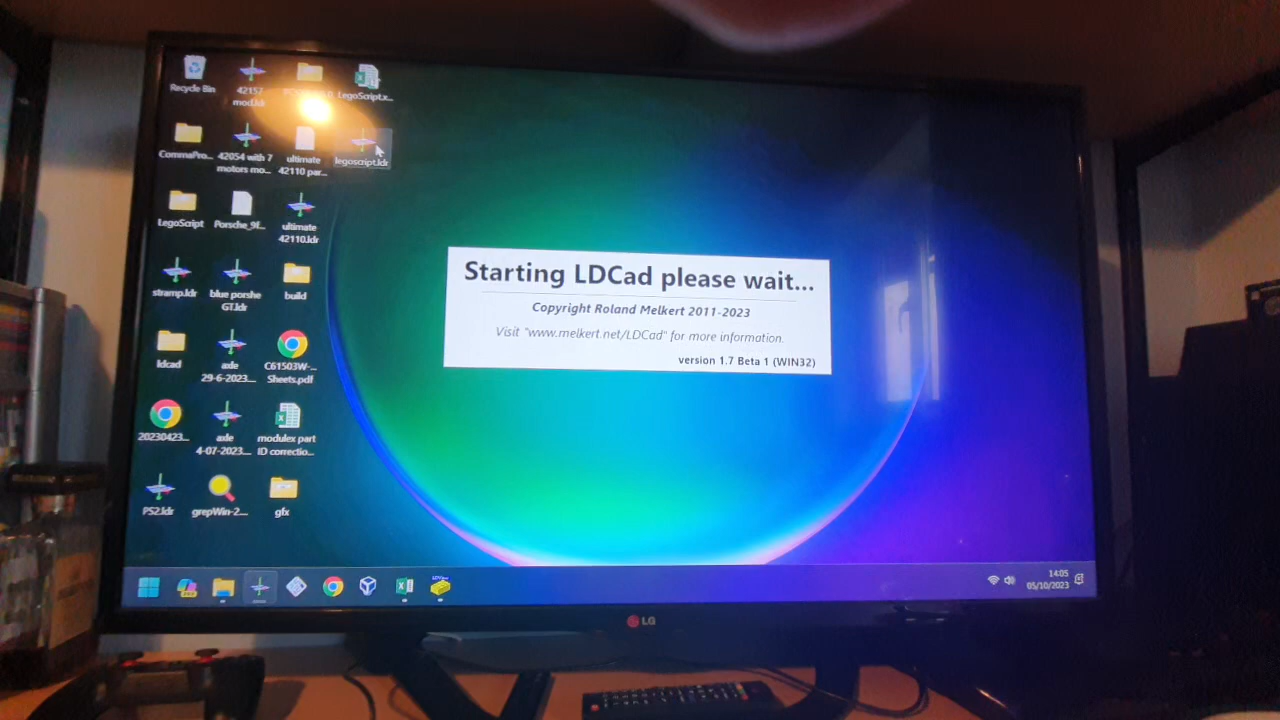 Recycle Bin
42157
mod.ldr
LegoScript.x...
CommaPro...
42054 with 7
motors mo...
ultimate
42110 par...
legoscript.ldr
LegoScript
Porsche_9f...
ultimate
42110.ldr
stramp.ldr
blue porshe
GT.ldr
build
ldcad
axle
29-6-2023...
C61503W-...
Sheets.pdf
20230423...
axle
4-07-2023...
modulex part
ID correctio...
PS2.ldr
grepWin-2....
gfx
Starting LDCad please wait...
Copyright Roland Melkert 2011-2023
Visit "www.melkert.net/LDCad" for more information.
version 1.7 Beta 1 (WIN32)
14:05
05/10/2023
LG